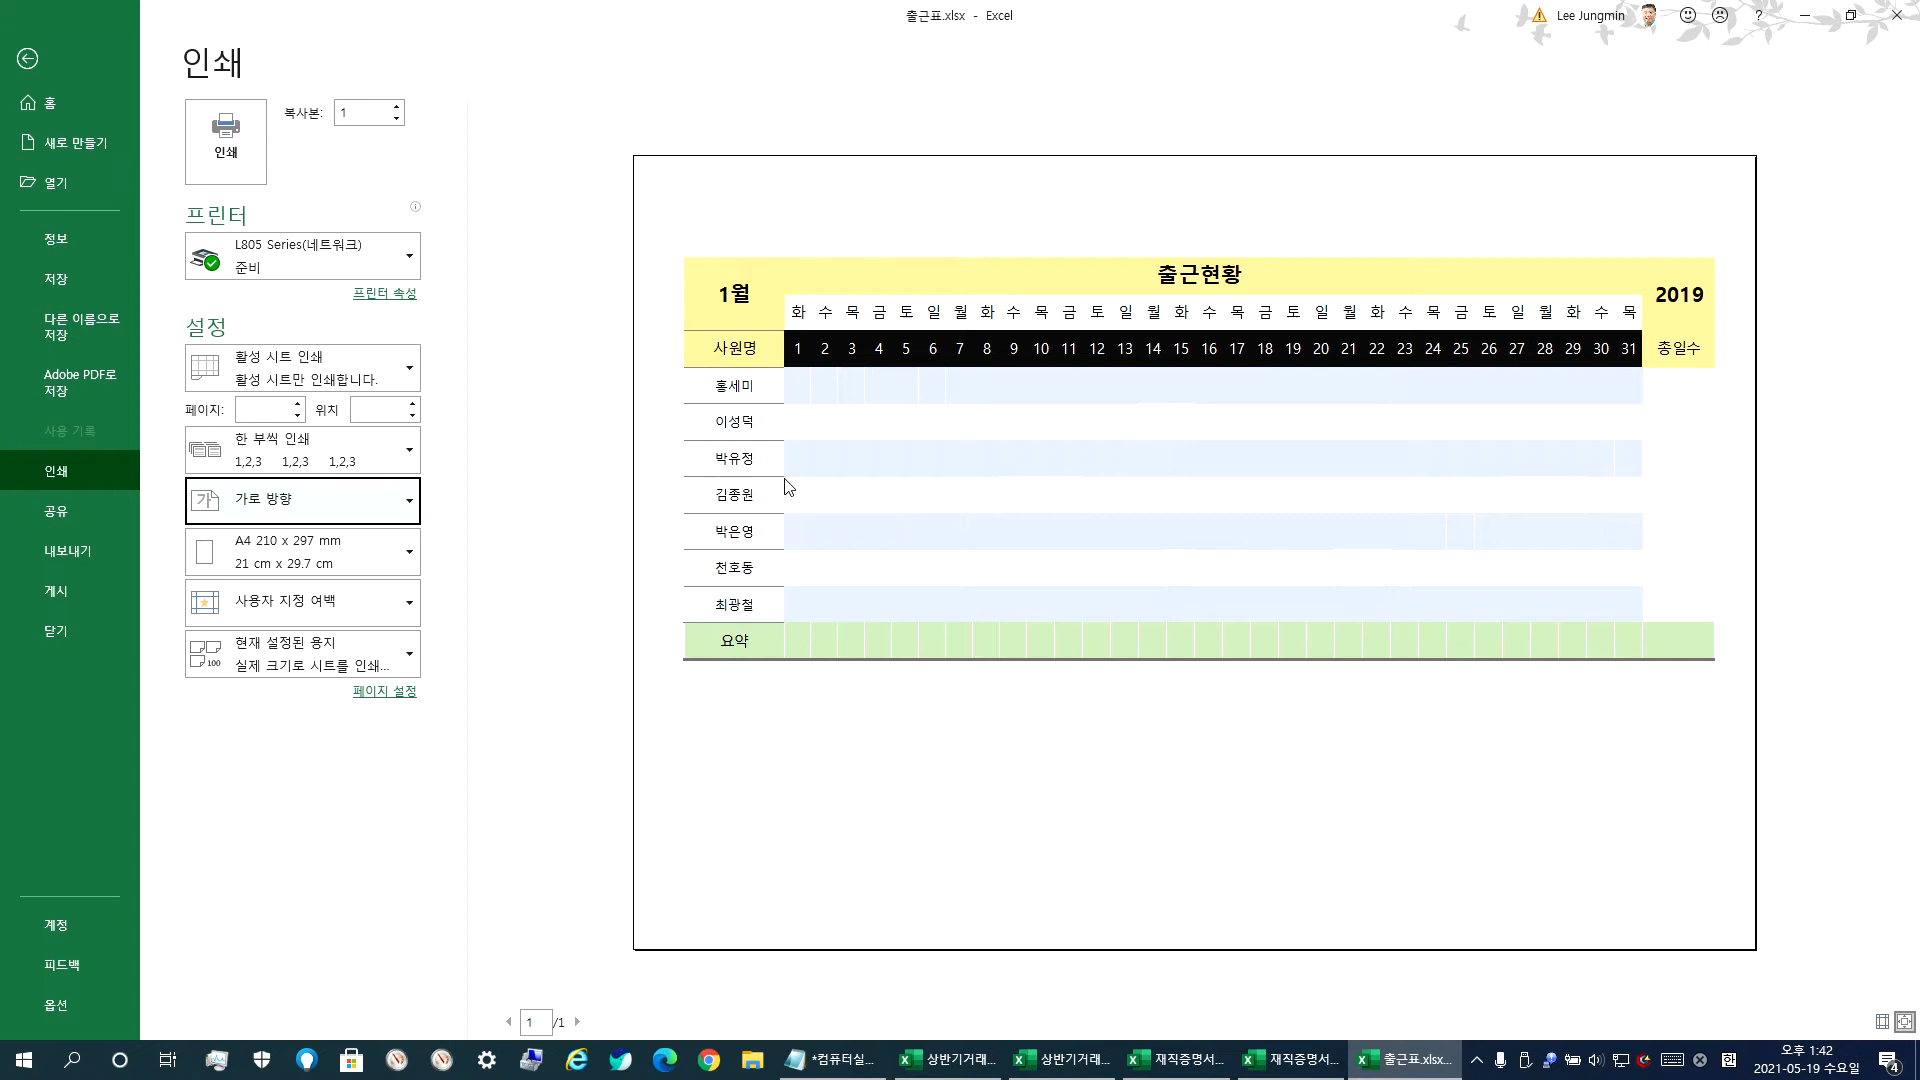 출근표.xlsx - Excel
Lee Jungmin
?
인쇄
홈
새로 만들기
열기
정보
저장
다른 이름으로
저장
Adobe PDF로
저장
사용 기록
인쇄
공유
내보내기
게시
닫기
계정
피드백
옵션
인쇄
복사본: 1
프린터
L805 Series(네트워크)
준비
프린터 속성
설정
활성 시트 인쇄
활성 시트만 인쇄합니다.
페이지: 위치
한 부씩 인쇄
1,2,3 1,2,3 1,2,3
가로 방향
A4 210 x 297 mm
21 cm x 29.7 cm
사용자 지정 여백
현재 설정된 용지
실제 크기로 시트를 인쇄...
100
페이지 설정
1월 출근현황 2019
화 수 목 금 토 일 월 화 수 목 금 토 일 월 화 수 목 금 토 일 월 화 수 목 금 토 일 월 화 수 목
사원명 1 2 3 4 5 6 7 8 9 10 11 12 13 14 15 16 17 18 19 20 21 22 23 24 25 26 27 28 29 30 31 총일수
홍세미
이성덕
박유정
김종원
박은영
천호동
최광철
요약
1 /1
*컴퓨터실...
상반기거래...
상반기거래...
재직증명서...
재직증명서...
출근표.xlsx...
한
오후 1:42
2021-05-19 수요일
4